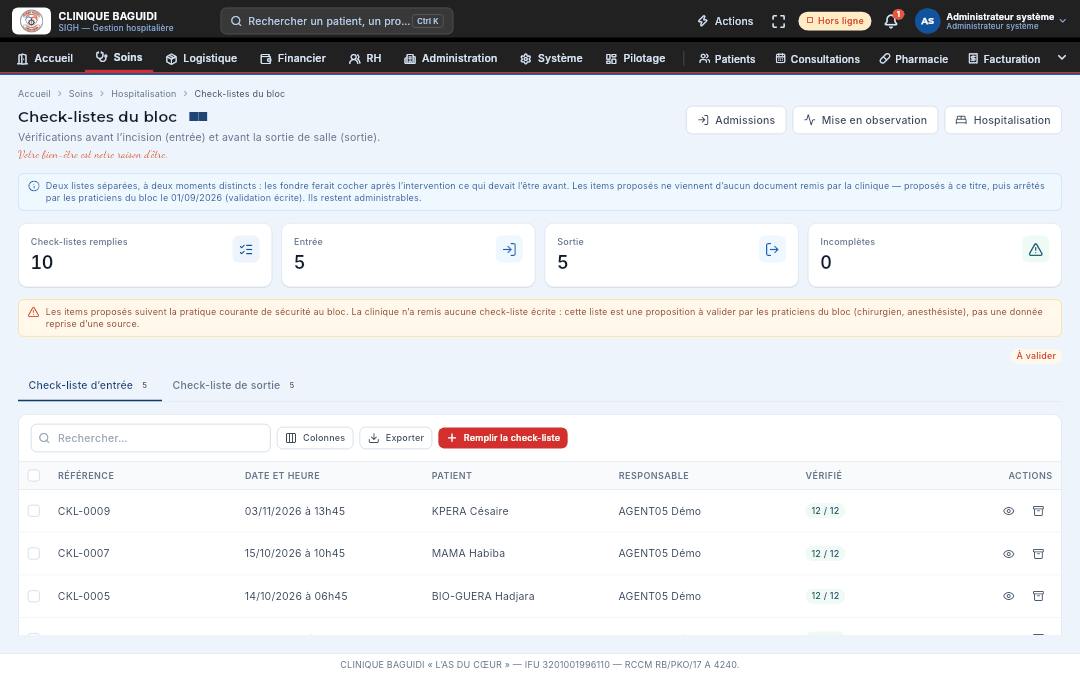 CLINIQUE BAGUIDI
SIGH — Gestion hospitalière
Rechercher un patient, un pro... Ctrl K
Actions
Hors ligne
1
AS
Administrateur système
Administrateur système
Accueil Soins Logistique Financier RH Administration Système Pilotage Patients Consultations Pharmacie Facturation
Accueil > Soins > Hospitalisation > Check-listes du bloc
Check-listes du bloc
Vérifications avant l'incision (entrée) et avant la sortie de salle (sortie).
Votre bien-être est notre raison d'être.
Admissions Mise en observation Hospitalisation
Deux listes séparées, à deux moments distincts : les fondre ferait cocher après l'intervention ce qui devait l'être avant. Les items proposés ne viennent d'aucun document remis par la clinique — proposés à ce titre, puis arrêtés
par les praticiens du bloc le 01/09/2026 (validation écrite). Ils restent administrables.
Check-listes remplies
10
Entrée
5
Sortie
5
Incomplètes
0
Les items proposés suivent la pratique courante de sécurité au bloc. La clinique n'a remis aucune check-liste écrite : cette liste est une proposition à valider par les praticiens du bloc (chirurgien, anesthésiste), pas une donnée
reprise d'une source.
À valider
Check-liste d'entrée 5 Check-liste de sortie 5
Rechercher... Colonnes Exporter + Remplir la check-liste
RÉFÉRENCE DATE ET HEURE PATIENT RESPONSABLE VÉRIFIÉ ACTIONS
CKL-0009 03/11/2026 à 13h45 KPERA Césaire AGENT05 Démo 12 / 12
CKL-0007 15/10/2026 à 10h45 MAMA Habiba AGENT05 Démo 12 / 12
CKL-0005 14/10/2026 à 06h45 BIO-GUERA Hadjara AGENT05 Démo 12 / 12
CLINIQUE BAGUIDI « L'AS DU CŒUR » — IFU 3201001996110 — RCCM RB/PKO/17 A 4240.